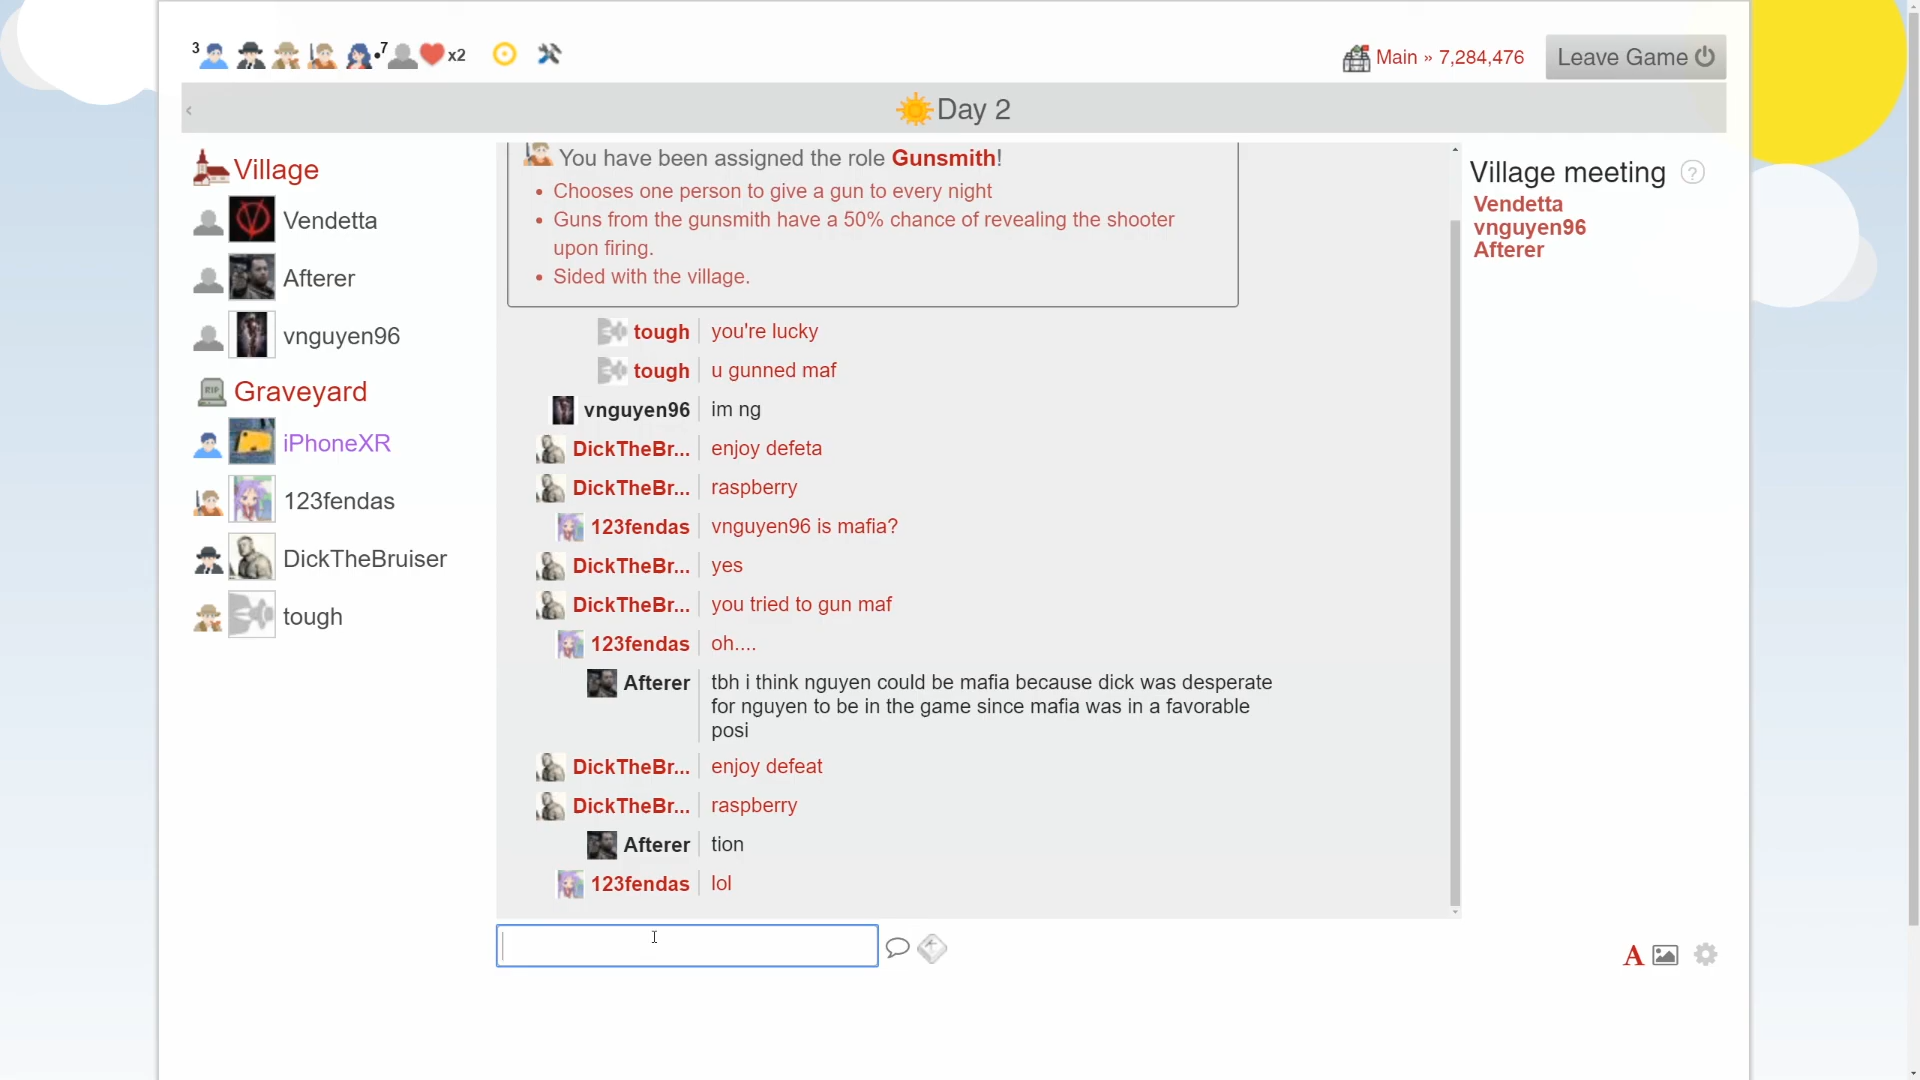 3 7 x2
Main » 7,284,476
Leave Game
‹ Day 2
Village
Vendetta
Afterer
vnguyen96
Graveyard
RIP
iPhoneXR
123fendas
DickTheBruiser
tough
You have been assigned the role Gunsmith!
• Chooses one person to give a gun to every night
• Guns from the gunsmith have a 50% chance of revealing the shooter
upon firing.
• Sided with the village.
tough you're lucky
tough u gunned maf
vnguyen96 im ng
DickTheBr... enjoy defeta
DickTheBr... raspberry
123fendas vnguyen96 is mafia?
DickTheBr... yes
DickTheBr... you tried to gun maf
123fendas oh....
Afterer tbh i think nguyen could be mafia because dick was desperate
for nguyen to be in the game since mafia was in a favorable
posi
DickTheBr... enjoy defeat
DickTheBr... raspberry
Afterer tion
123fendas lol
Village meeting ?
Vendetta
vnguyen96
Afterer
A